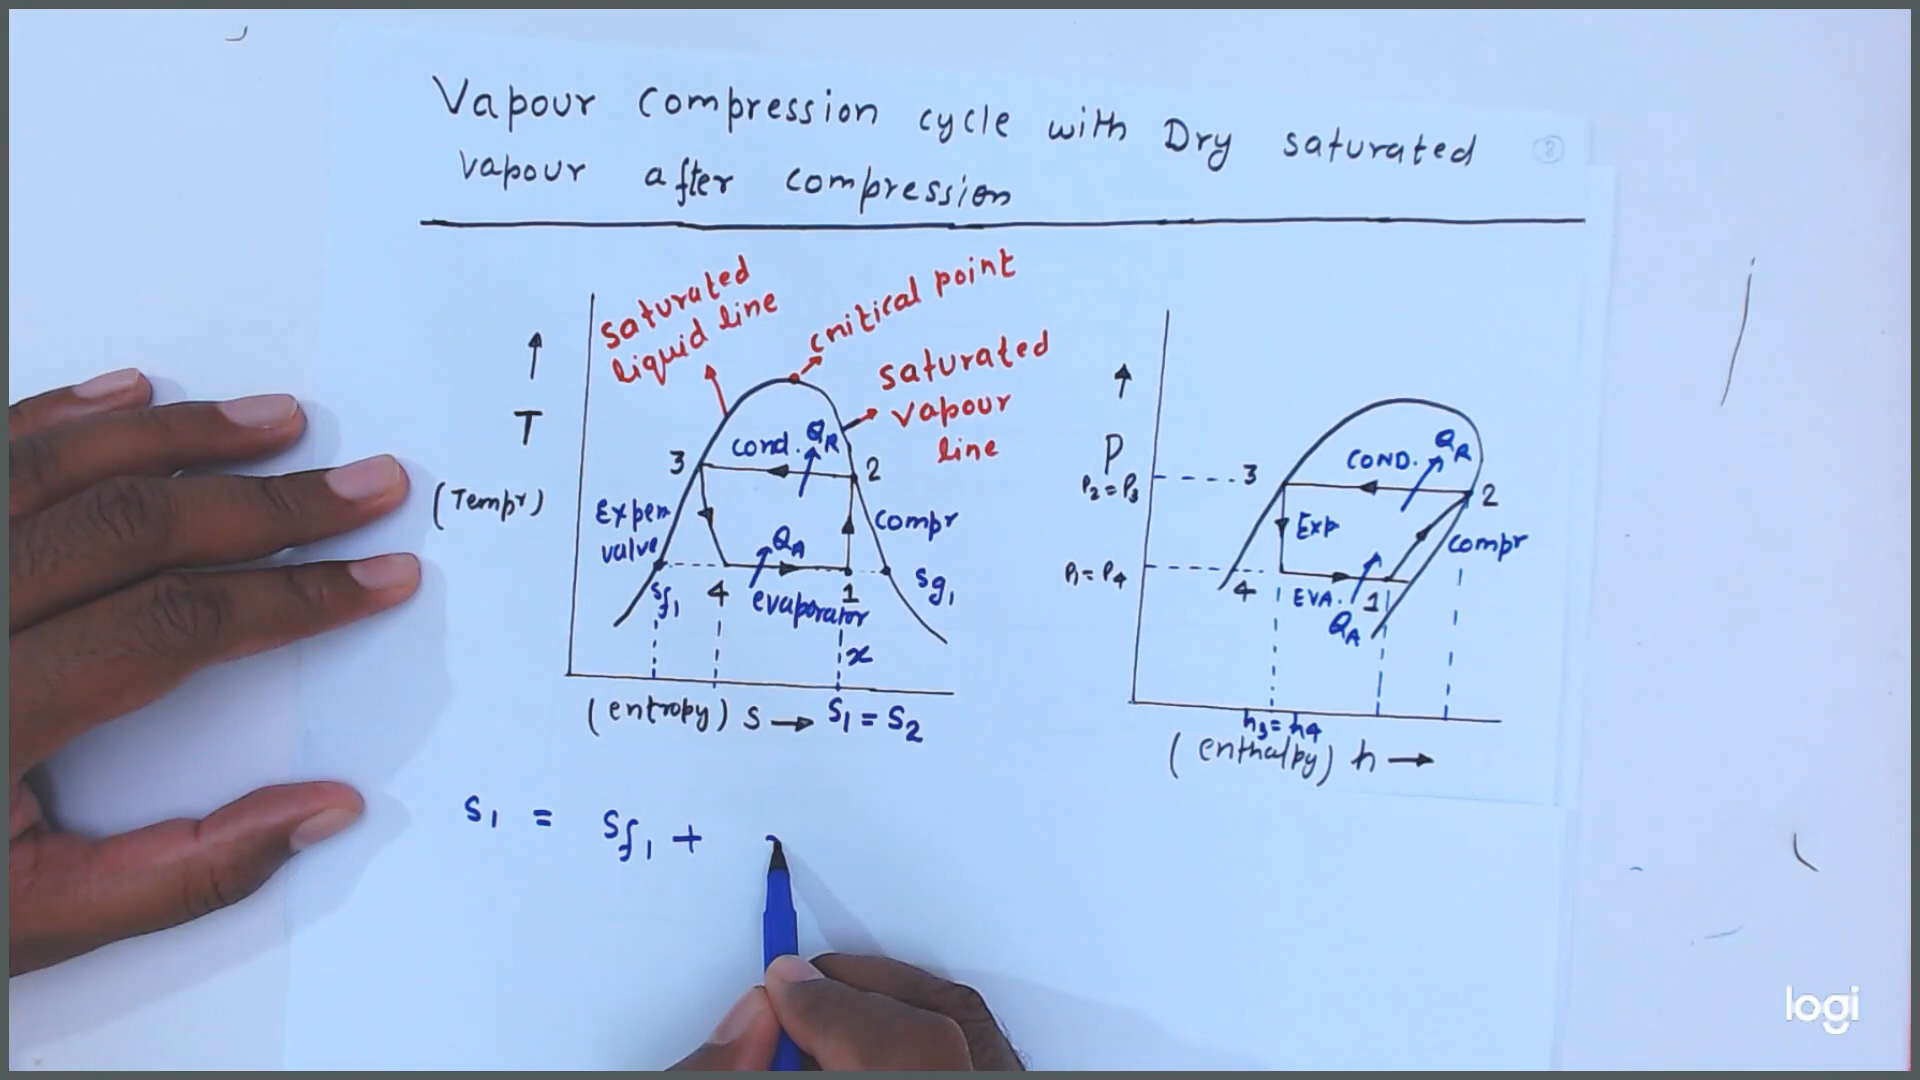 Vapour compression cycle with Dry saturated
vapour after compression
8
saturated
liquid line
critical point
saturated
vapour
line
↑
T
(Tempr)
3
cond.
QR
2
Expen
valve
compr
QA
sf1
4
evaporator
1
sg1
x
(entropy) s → s1 = s2
↑
P
P2 = P3
3
COND.
QR
2
Exp
compr
P1 = P4
4
EVA.
QA
1
h3 = h4
(enthalpy) h →
s1 = sf1 +
logi